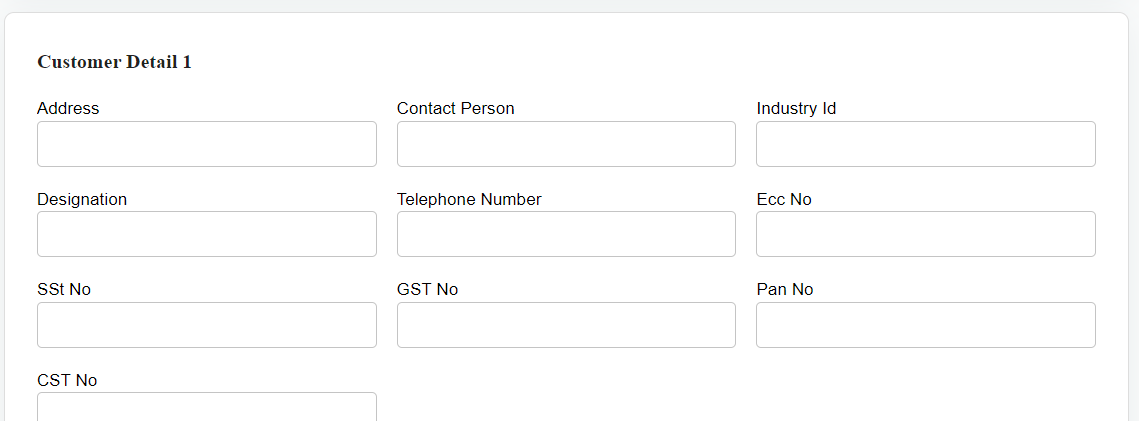 Customer Detail 1
Address Contact Person Industry Id
Designation Telephone Number Ecc No
SSt No GST No Pan No
CST No